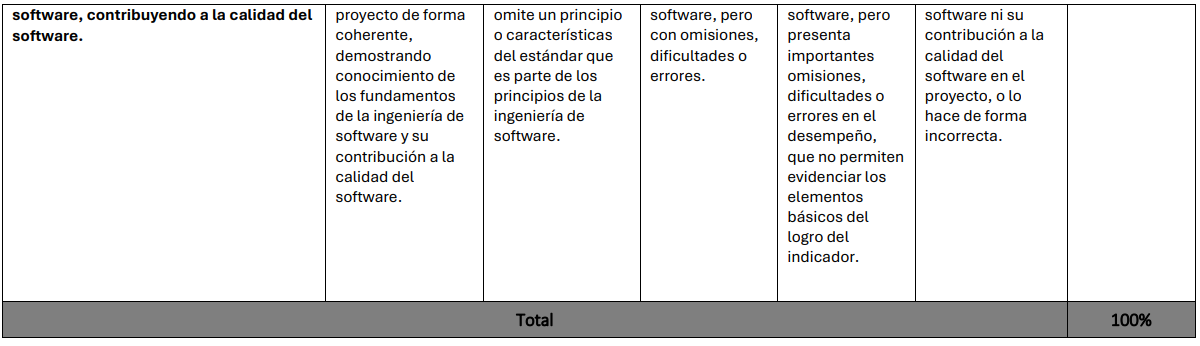 software, contribuyendo a la calidad del
software.
proyecto de forma
coherente,
demostrando
conocimiento de
los fundamentos
de la ingeniería de
software y su
contribución a la
calidad del
software.
omite un principio
o características
del estándar que
es parte de los
principios de la
ingeniería de
software.
software, pero
con omisiones,
dificultades o
errores.
software, pero
presenta
importantes
omisiones,
dificultades o
errores en el
desempeño,
que no permiten
evidenciar los
elementos
básicos del
logro del
indicador.
software ni su
contribución a la
calidad del
software en el
proyecto, o lo
hace de forma
incorrecta.
Total
100%